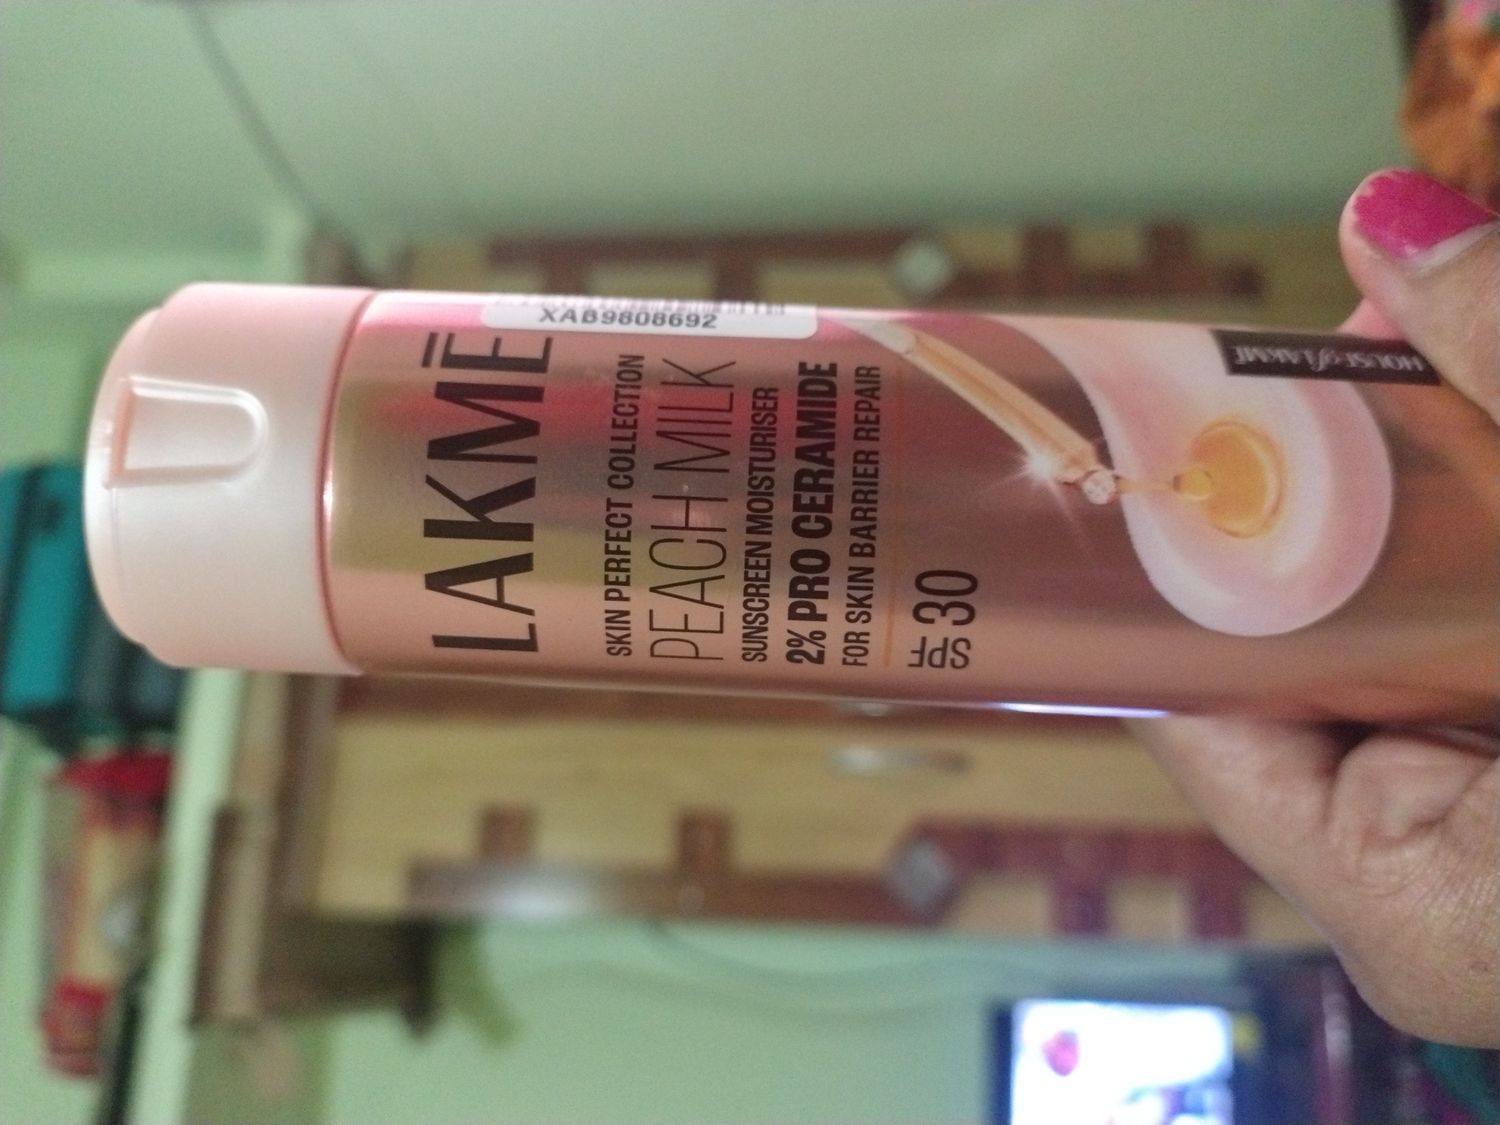 XAB9808692
LAKMĒ
SKIN PERFECT COLLECTION
PEACH MILK
SUNSCREEN MOISTURISER
2% PRO CERAMIDE
FOR SKIN BARRIER REPAIR
SPF 30
HOUSE of LAKMĒ